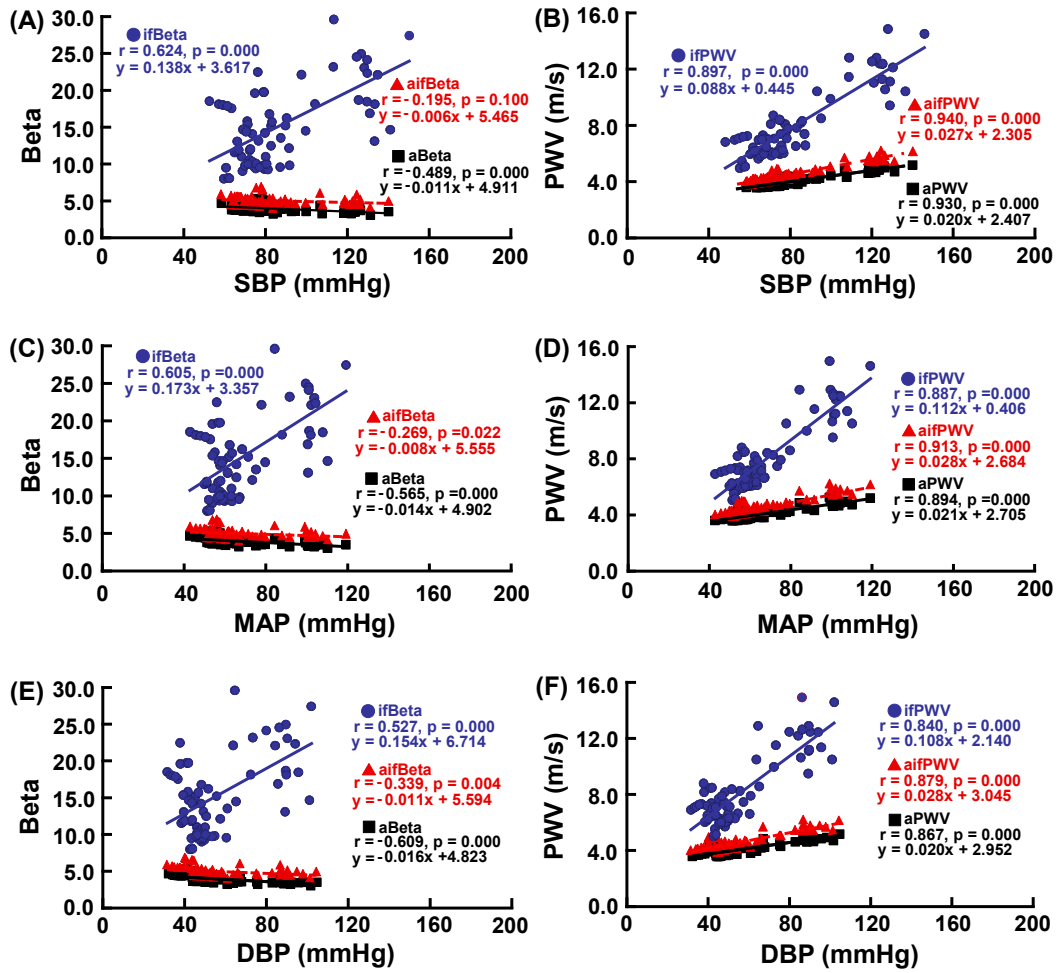 (A)
30.0
25.0
20.0
15.0
10.0
5.0
0.0
Beta
ifBeta
r = 0.624, p = 0.000
y = 0.138x + 3.617
aifBeta
r = -0.195, p = 0.100
y = -0.006x + 5.465
aBeta
r = -0.489, p = 0.000
y = -0.011x + 4.911
0 40 80 120 160 200
SBP (mmHg)
(B)
16.0
12.0
8.0
4.0
0.0
PWV (m/s)
ifPWV
r = 0.897, p = 0.000
y = 0.088x + 0.445
aifPWV
r = 0.940, p = 0.000
y = 0.027x + 2.305
aPWV
r = 0.930, p = 0.000
y = 0.020x + 2.407
0 40 80 120 160 200
SBP (mmHg)
(C)
30.0
25.0
20.0
15.0
10.0
5.0
0.0
Beta
ifBeta
r = 0.605, p =0.000
y = 0.173x + 3.357
aifBeta
r = -0.269, p =0.022
y = -0.008x + 5.555
aBeta
r = -0.565, p =0.000
y = -0.014x + 4.902
0 40 80 120 160 200
MAP (mmHg)
(D)
16.0
12.0
8.0
4.0
0.0
PWV (m/s)
ifPWV
r = 0.887, p =0.000
y = 0.112x + 0.406
aifPWV
r = 0.913, p =0.000
y = 0.028x + 2.684
aPWV
r = 0.894, p =0.000
y = 0.021x + 2.705
0 40 80 120 160 200
MAP (mmHg)
(E)
30.0
25.0
20.0
15.0
10.0
5.0
0.0
Beta
ifBeta
r = 0.527, p = 0.000
y = 0.154x + 6.714
aifBeta
r = -0.339, p = 0.004
y = -0.011x + 5.594
aBeta
r = -0.609, p = 0.000
y = -0.016x +4.823
0 40 80 120 160 200
DBP (mmHg)
(F)
16.0
12.0
8.0
4.0
0.0
PWV (m/s)
ifPWV
r = 0.840, p = 0.000
y = 0.108x + 2.140
aifPWV
r = 0.879, p = 0.000
y = 0.028x + 3.045
aPWV
r = 0.867, p = 0.000
y = 0.020x + 2.952
0 40 80 120 160 200
DBP (mmHg)